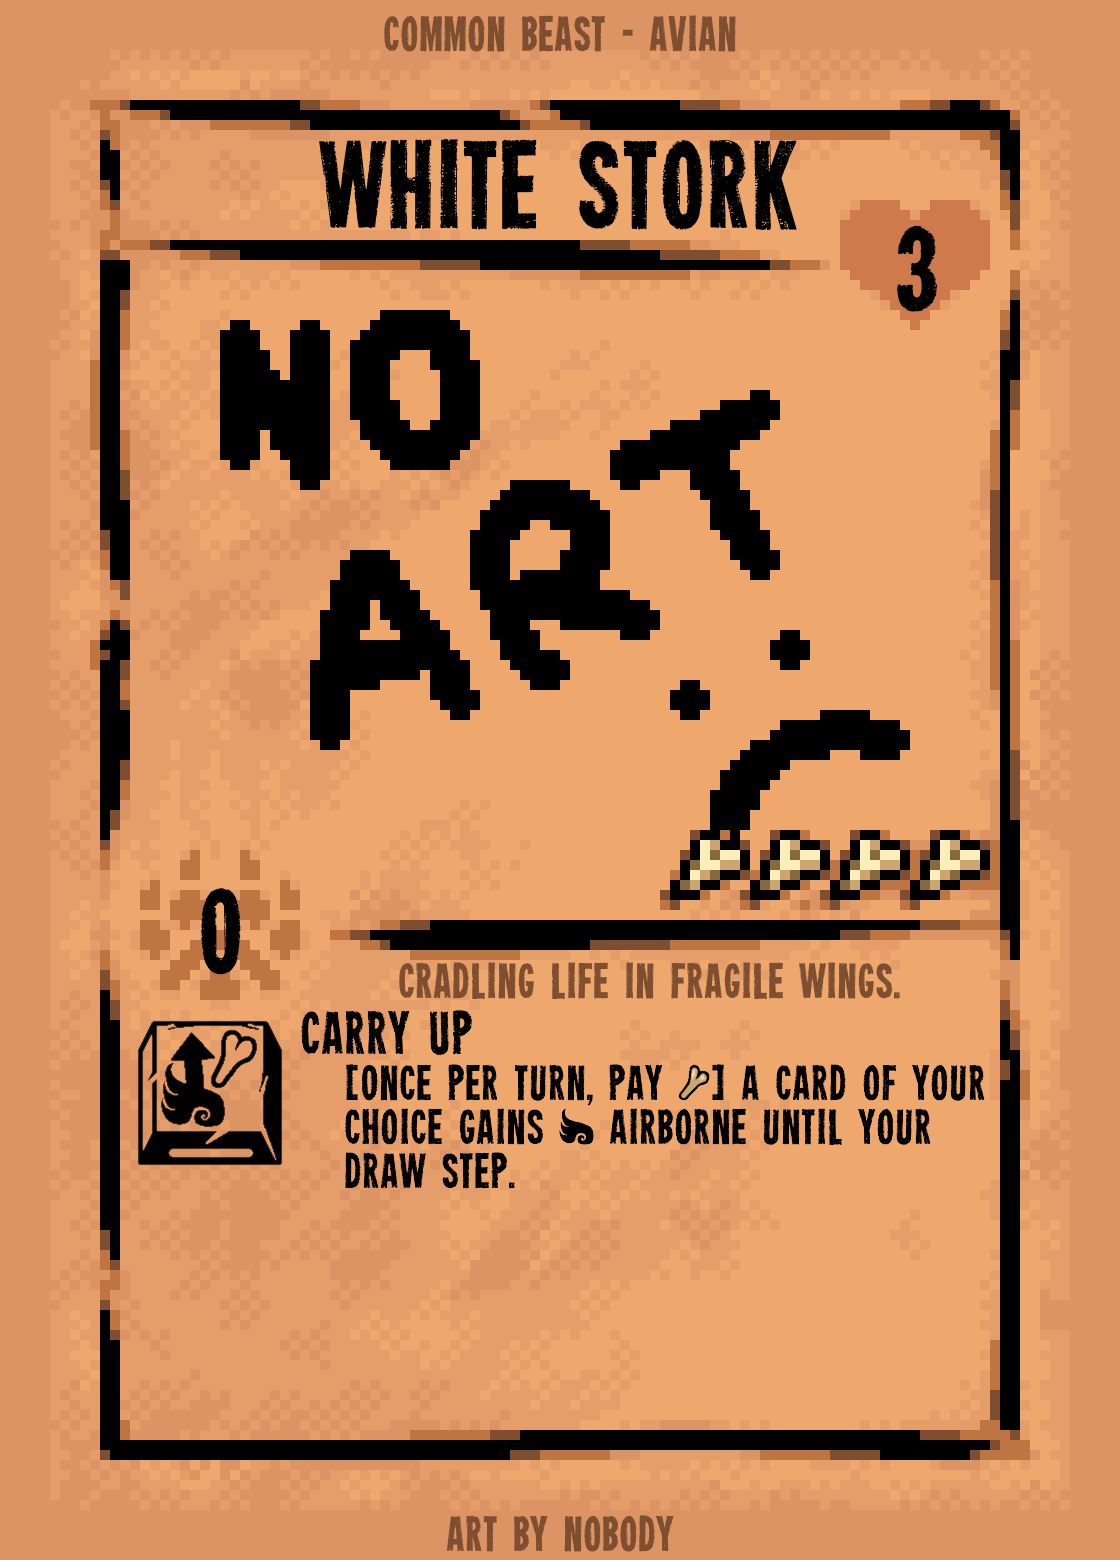 COMMON BEAST - AVIAN
WHITE STORK
3
NO
ART
0
CRADLING LIFE IN FRAGILE WINGS.
CARRY UP
[ONCE PER TURN, PAY ] A CARD OF YOUR
CHOICE GAINS AIRBORNE UNTIL YOUR
DRAW STEP.
ART BY NOBODY